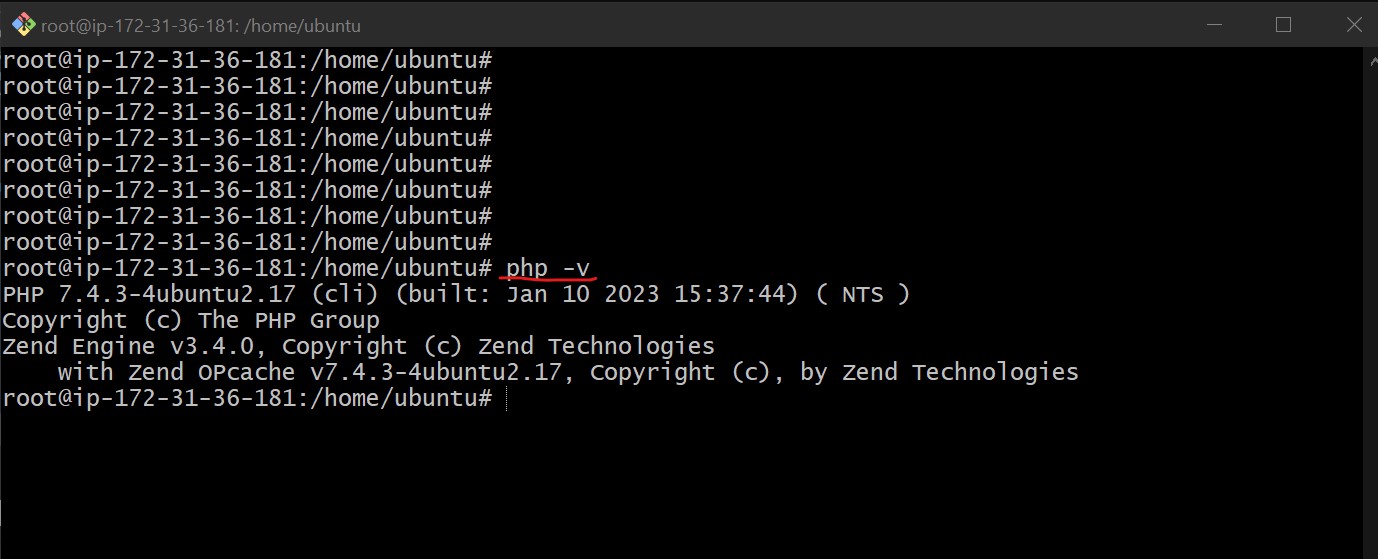 root@ip-172-31-36-181: /home/ubuntu
root@ip-172-31-36-181:/home/ubuntu#
root@ip-172-31-36-181:/home/ubuntu#
root@ip-172-31-36-181:/home/ubuntu#
root@ip-172-31-36-181:/home/ubuntu#
root@ip-172-31-36-181:/home/ubuntu#
root@ip-172-31-36-181:/home/ubuntu#
root@ip-172-31-36-181:/home/ubuntu#
root@ip-172-31-36-181:/home/ubuntu#
root@ip-172-31-36-181:/home/ubuntu# php -v
PHP 7.4.3-4ubuntu2.17 (cli) (built: Jan 10 2023 15:37:44) ( NTS )
Copyright (c) The PHP Group
Zend Engine v3.4.0, Copyright (c) Zend Technologies
    with Zend OPcache v7.4.3-4ubuntu2.17, Copyright (c), by Zend Technologies
root@ip-172-31-36-181:/home/ubuntu#